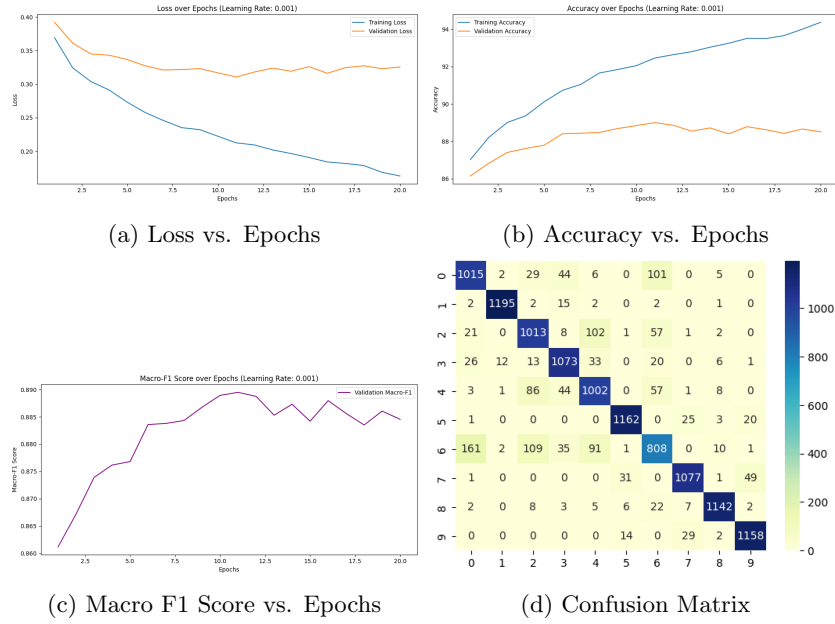 Loss over Epochs (Learning Rate: 0.001)
Training Loss
Validation Loss
0.40
0.35
0.30
0.25
0.20
Loss
2.5 5.0 7.5 10.0 12.5 15.0 17.5 20.0
Epochs
(a) Loss vs. Epochs
Accuracy over Epochs (Learning Rate: 0.001)
Training Accuracy
Validation Accuracy
94
92
90
88
86
Accuracy
2.5 5.0 7.5 10.0 12.5 15.0 17.5 20.0
Epochs
(b) Accuracy vs. Epochs
Macro-F1 Score over Epochs (Learning Rate: 0.001)
Validation Macro-F1
0.890
0.885
0.880
0.875
0.870
0.865
0.860
Macro-F1 Score
2.5 5.0 7.5 10.0 12.5 15.0 17.5 20.0
Epochs
(c) Macro F1 Score vs. Epochs
0 1015 2 29 44 6 0 101 0 5 0
1 2 1195 2 15 2 0 2 0 1 0
2 21 0 1013 8 102 1 57 1 2 0
3 26 12 13 1073 33 0 20 0 6 1
4 3 1 86 44 1002 0 57 1 8 0
5 1 0 0 0 0 1162 0 25 3 20
6 161 2 109 35 91 1 808 0 10 1
7 1 0 0 0 0 31 0 1077 1 49
8 2 0 8 3 5 6 22 7 1142 2
9 0 0 0 0 0 14 0 29 2 1158
0 1 2 3 4 5 6 7 8 9
1000
800
600
400
200
0
(d) Confusion Matrix